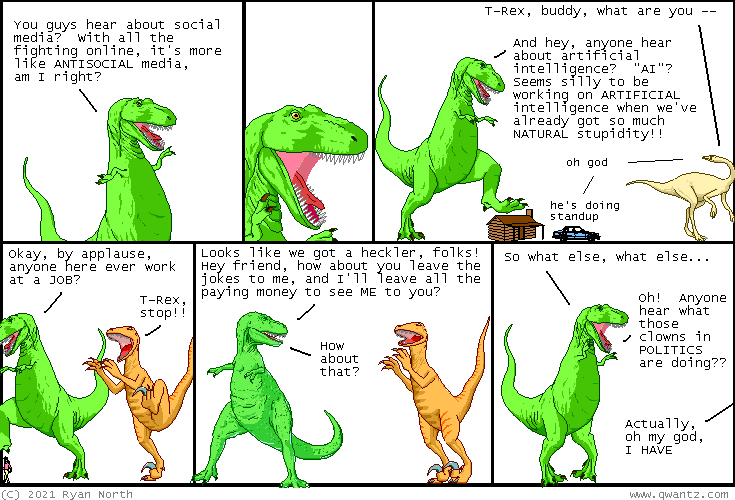 You guys hear about social
media? With all the
fighting online, it's more
like ANTISOCIAL media,
am I right?
T-Rex, buddy, what are you --
And hey, anyone hear
about artificial
intelligence? "AI"?
Seems silly to be
working on ARTIFICIAL
intelligence when we've
already got so much
NATURAL stupidity!!
oh god
he's doing
standup
Okay, by applause,
anyone here ever work
at a JOB?
T-Rex,
stop!!
Looks like we got a heckler, folks!
Hey friend, how about you leave the
jokes to me, and I'll leave all the
paying money to see ME to you?
How
about
that?
So what else, what else...
Oh! Anyone
hear what
those
clowns in
POLITICS
are doing??
Actually,
oh my god,
I HAVE
(C) 2021 Ryan North
www.qwantz.com